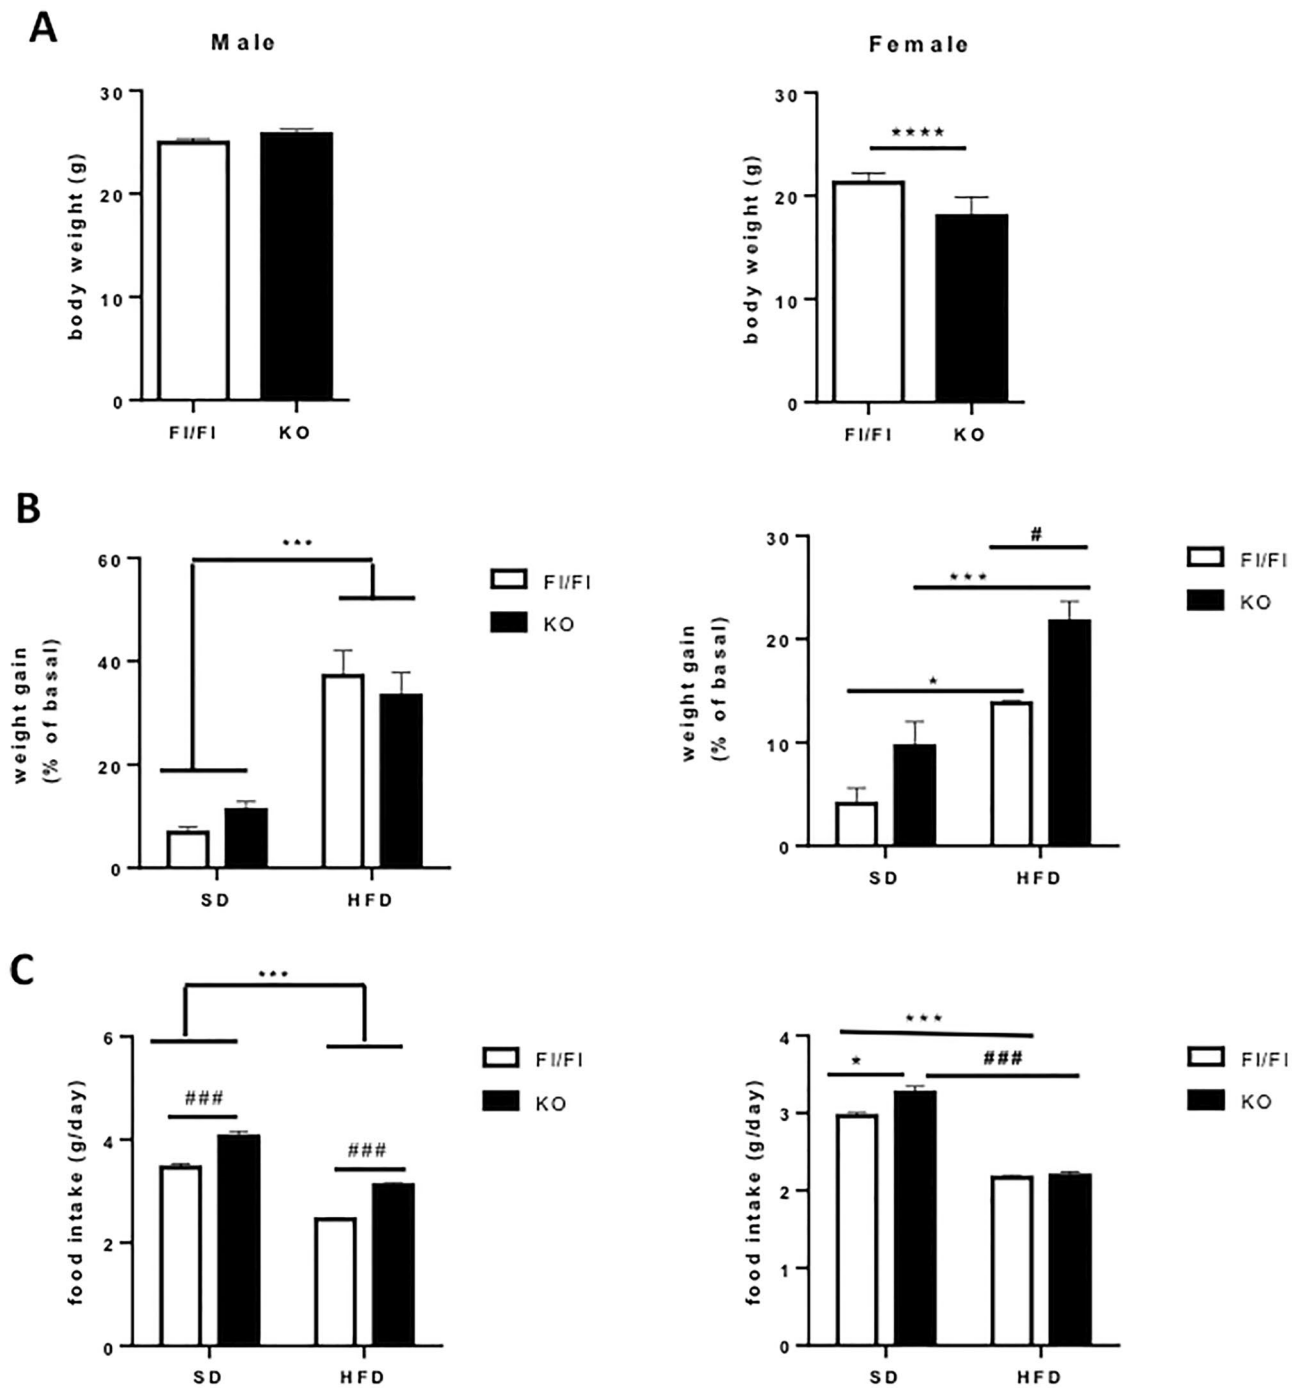 A
Male
Female
30
20
10
0
body weight (g)
Fl/Fl
KO
30
20
10
0
body weight (g)
****
Fl/Fl
KO
B
60
40
20
0
weight gain
(% of basal)
***
SD
HFD
Fl/Fl
KO
30
20
10
0
weight gain
(% of basal)
#
***
*
SD
HFD
Fl/Fl
KO
C
6
4
2
0
food intake (g/day)
***
###
###
SD
HFD
Fl/Fl
KO
4
3
2
1
0
food intake (g/day)
***
*
###
SD
HFD
Fl/Fl
KO